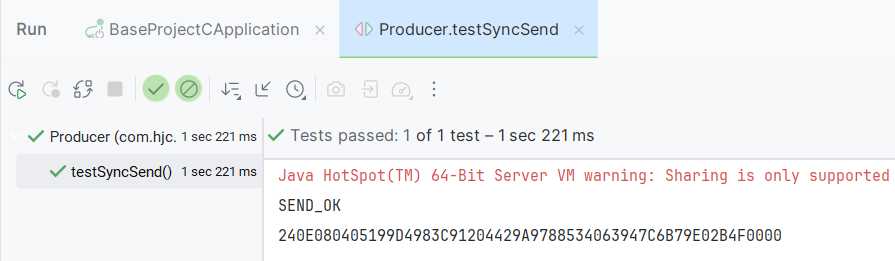 Run BaseProjectCApplication Producer.testSyncSend
Producer (com.hjc. 1 sec 221 ms
✓ Tests passed: 1 of 1 test – 1 sec 221 ms
testSyncSend() 1 sec 221 ms
Java HotSpot(TM) 64-Bit Server VM warning: Sharing is only supported
SEND_OK
240E080405199D4983C91204429A9788534063947C6B79E02B4F0000